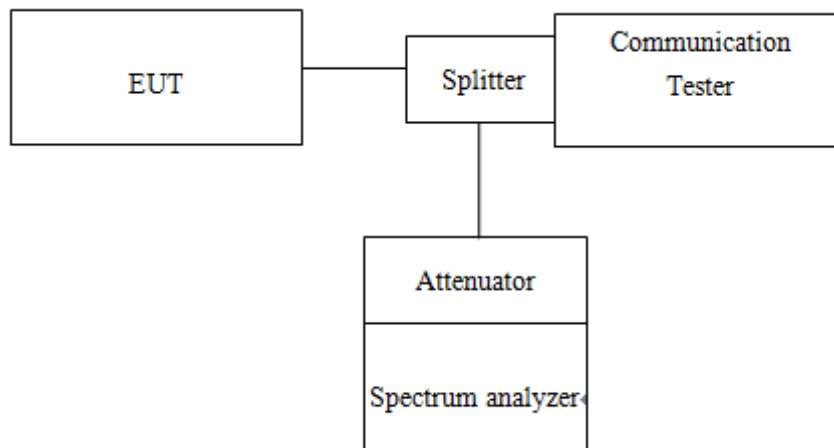 EUT
Splitter
Communication
Tester
Attenuator
Spectrum analyzer